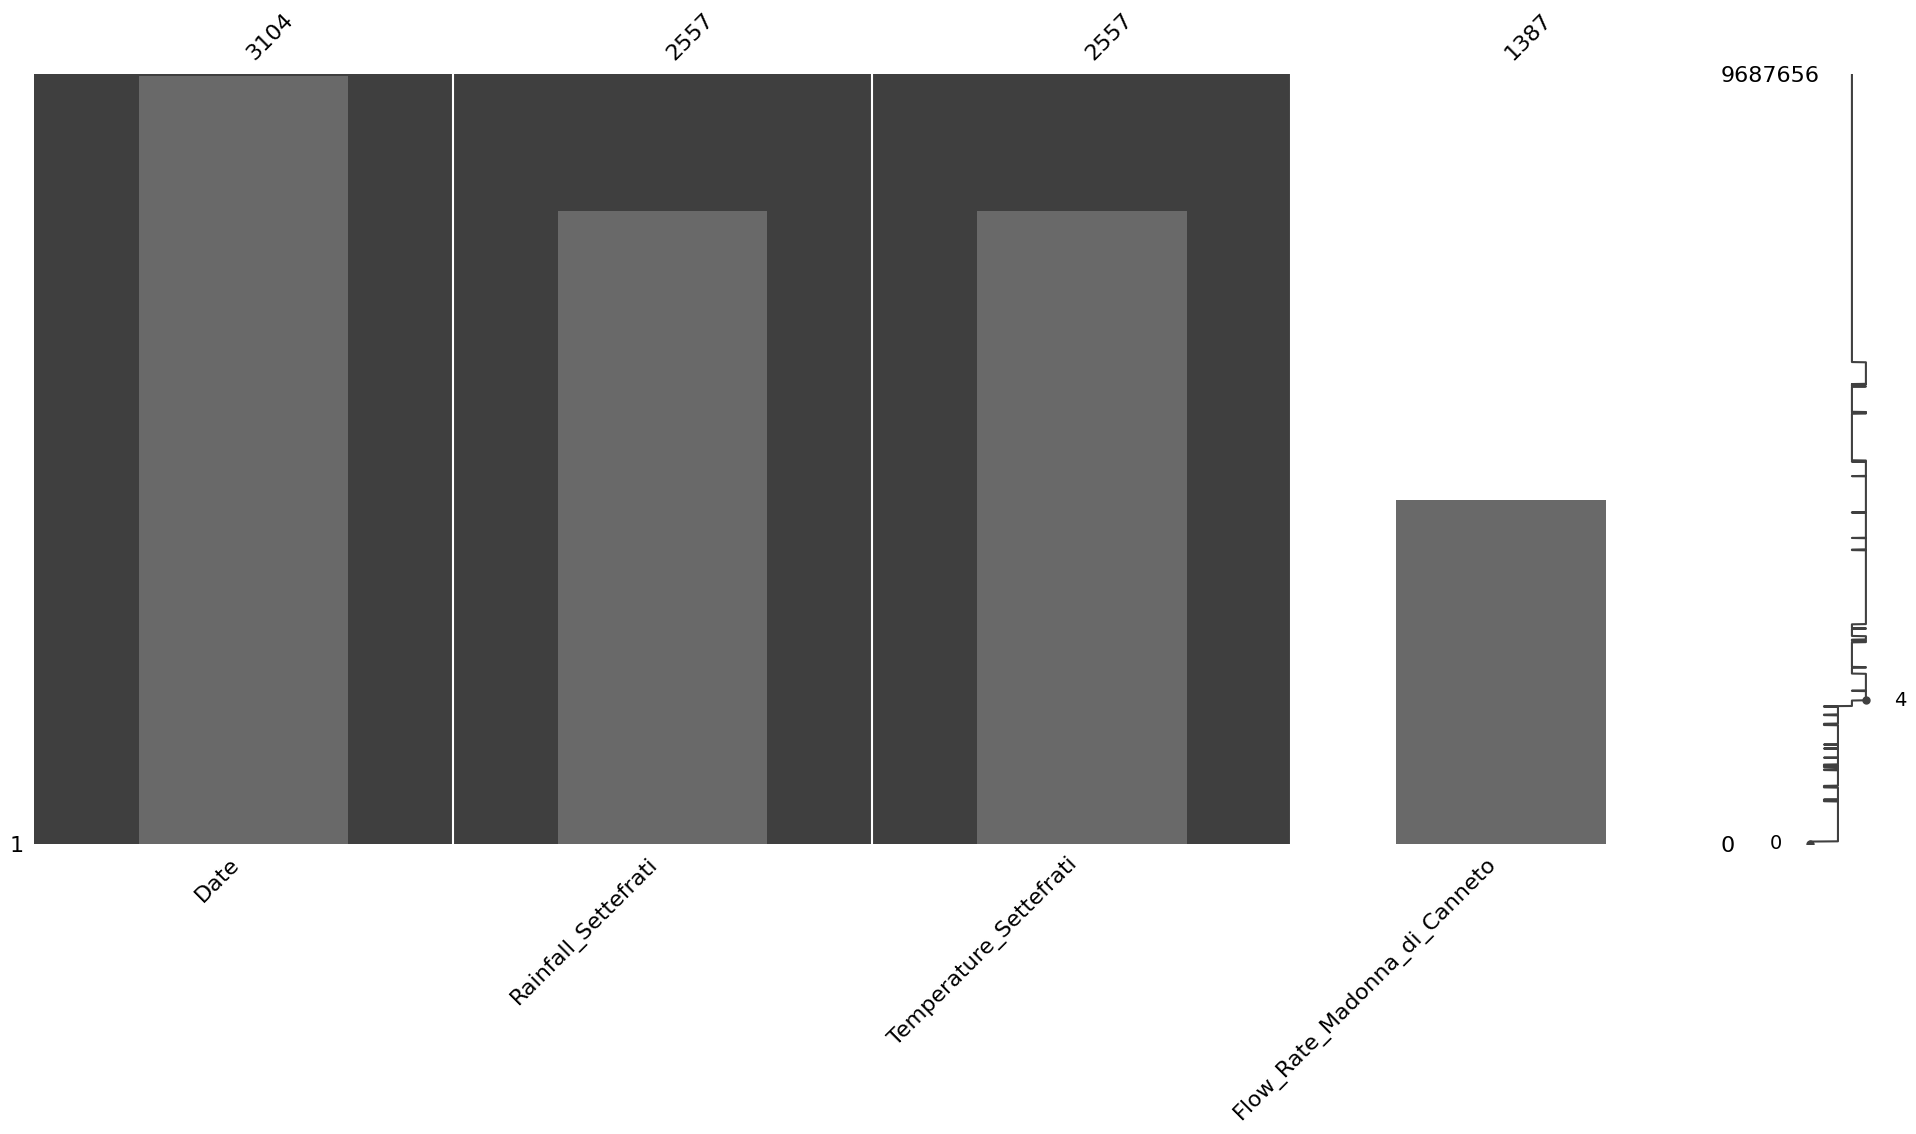 3104
2557
2557
1387
9687656
4
1
0
0
Date
Rainfall_Settefrati
Temperature_Settefrati
Flow_Rate_Madonna_di_Canneto